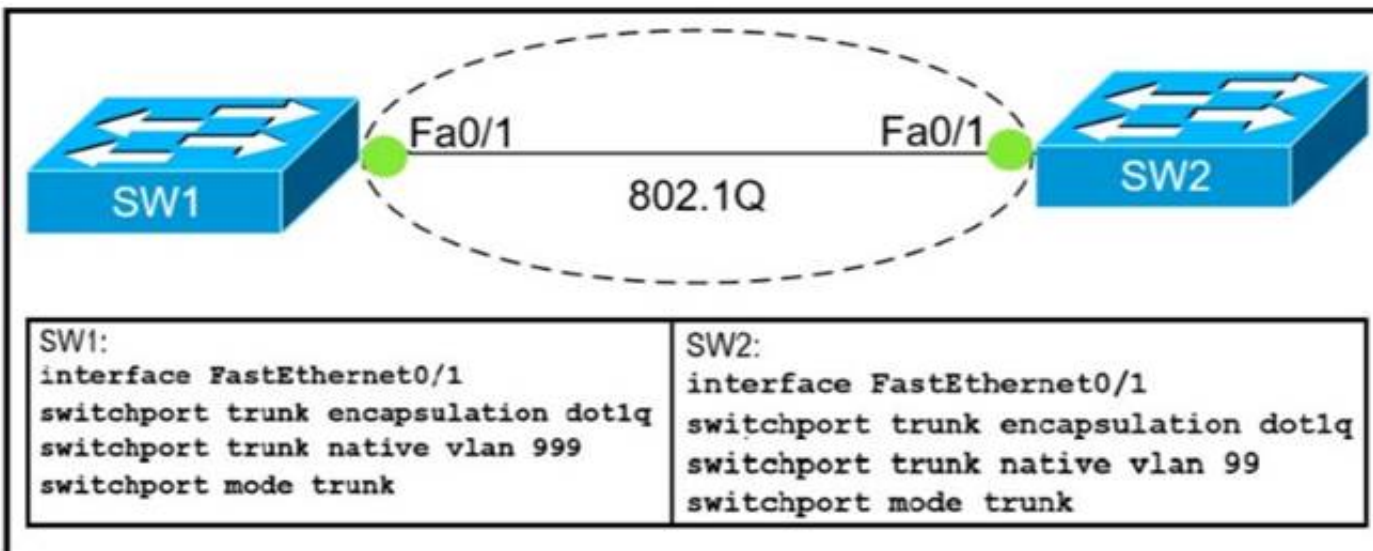 Fa0/1
Fa0/1
SW1
802.1Q
SW2
SW1:
interface FastEthernet0/1
switchport trunk encapsulation dot1q
switchport trunk native vlan 999
switchport mode trunk
SW2:
interface FastEthernet0/1
switchport trunk encapsulation dot1q
switchport trunk native vlan 99
switchport mode trunk